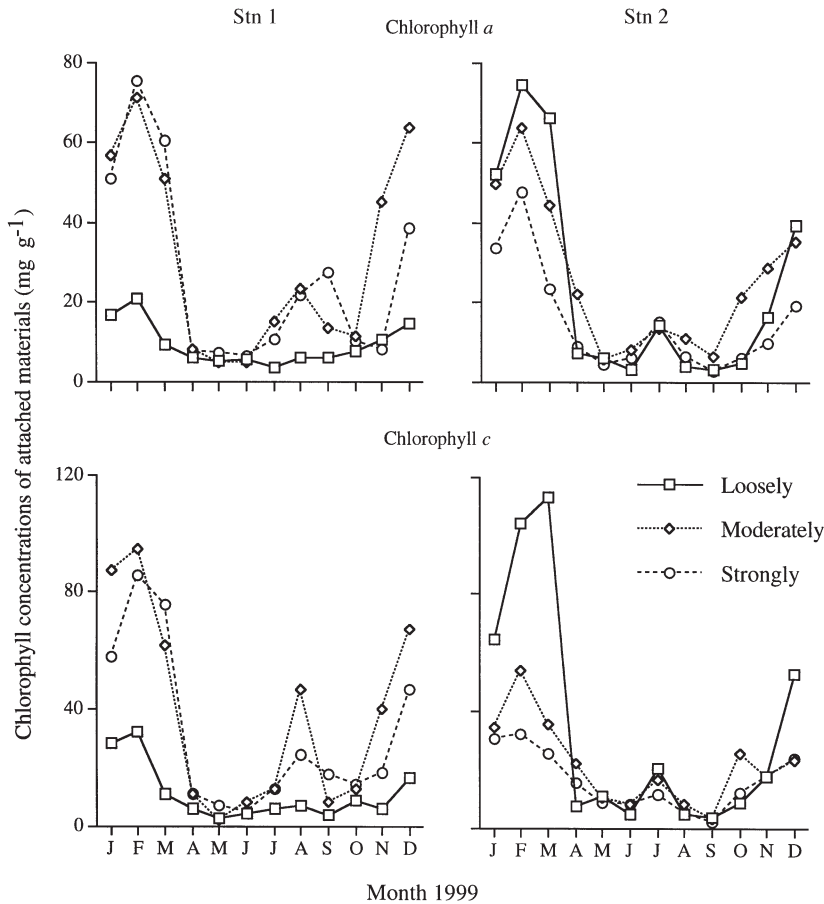 Stn 1
Stn 2
Chlorophyll a
80
60
40
20
0
Chlorophyll concentrations of attached materials (mg g-1)
Chlorophyll c
120
80
40
0
Loosely
Moderately
Strongly
J F M A M J J A S O N D
J F M A M J J A S O N D
Month 1999